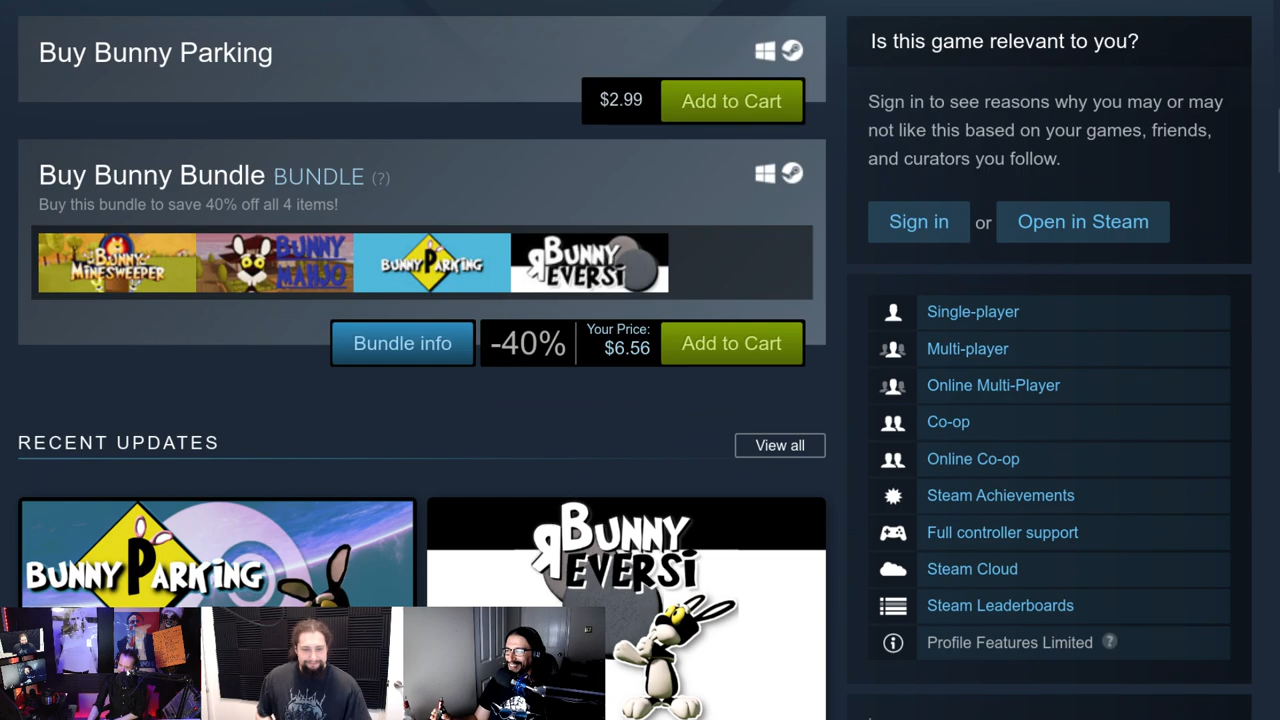 Buy Bunny Parking
$2.99
Add to Cart
Buy Bunny Bundle BUNDLE (?)
Buy this bundle to save 40% off all 4 items!
BUNNY
MINESWEEPER
BUNNY
MAHJO
BUNNY PARKING
BUNNY
REVERSI
Bundle info
-40%
Your Price:
$6.56
Add to Cart
RECENT UPDATES
View all
BUNNY PARKING
BUNNY
REVERSI
Is this game relevant to you?
Sign in to see reasons why you may or may
not like this based on your games, friends,
and curators you follow.
Sign in or Open in Steam
Single-player
Multi-player
Online Multi-Player
Co-op
Online Co-op
Steam Achievements
Full controller support
Steam Cloud
Steam Leaderboards
Profile Features Limited ?